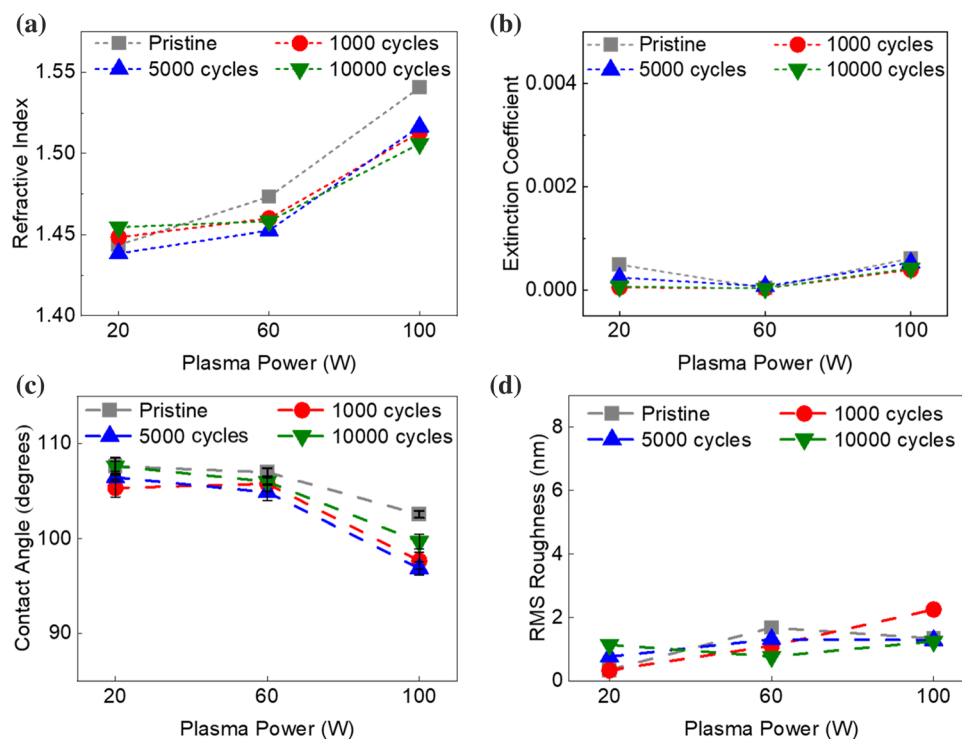 (a)
Pristine 1000 cycles
5000 cycles 10000 cycles
1.55
1.50
1.45
1.40
Refractive Index
20 60 100
Plasma Power (W)
(b)
Pristine 1000 cycles
5000 cycles 10000 cycles
0.004
0.002
0.000
Extinction Coefficient
20 60 100
Plasma Power (W)
(c)
Pristine 1000 cycles
5000 cycles 10000 cycles
110
100
90
Contact Angle (degrees)
20 60 100
Plasma Power (W)
(d)
Pristine 1000 cycles
5000 cycles 10000 cycles
8
6
4
2
0
RMS Roughness (nm)
20 60 100
Plasma Power (W)